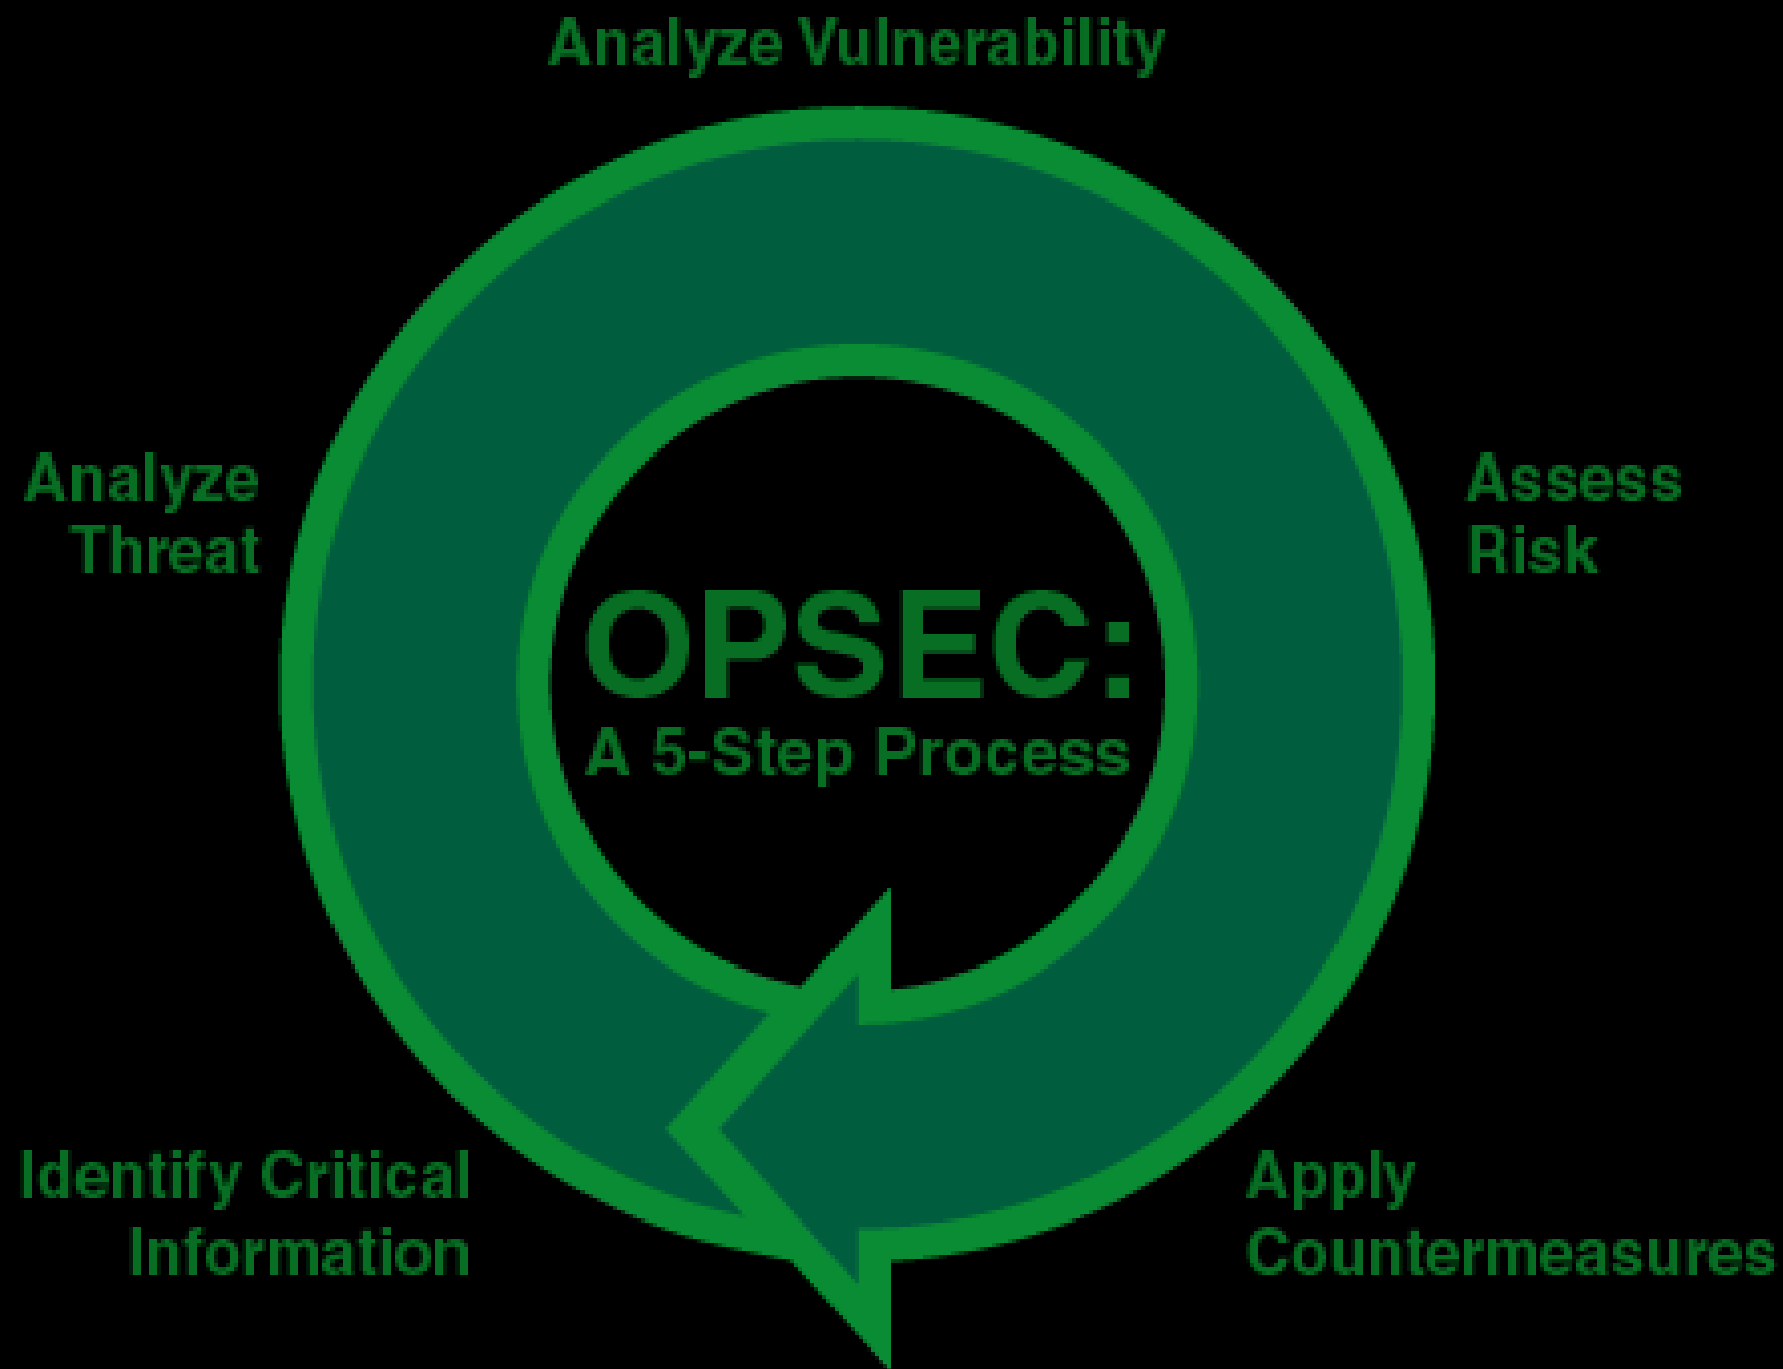 Analyze Vulnerability
Analyze
Threat
Assess
Risk
OPSEC:
A 5-Step Process
Identify Critical
Information
Apply
Countermeasures